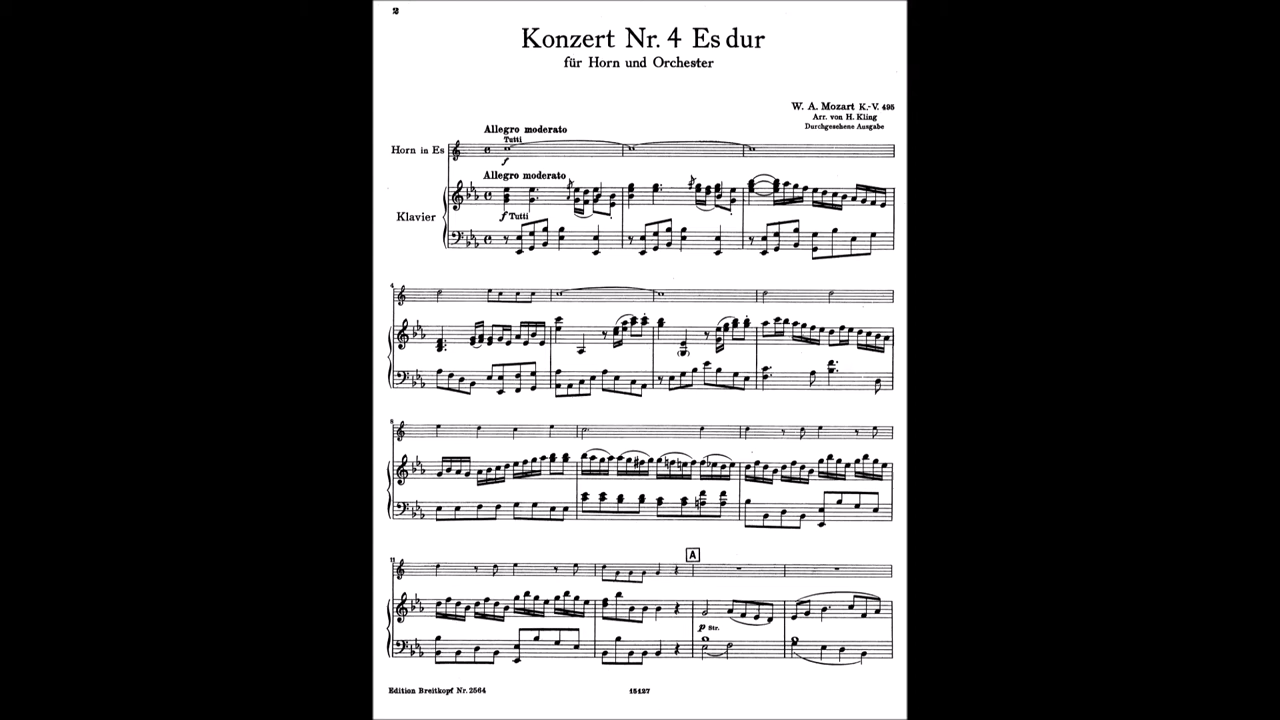 2
Konzert Nr. 4 Es dur
für Horn und Orchester
W. A. Mozart K.-V. 495
Arr. von H. Kling
Durchgesehene Ausgabe
Allegro moderato
Tutti
Horn in Es
f
Allegro moderato
Klavier
f Tutti
4
8
11
A
p Str.
Edition Breitkopf Nr. 2564
15127